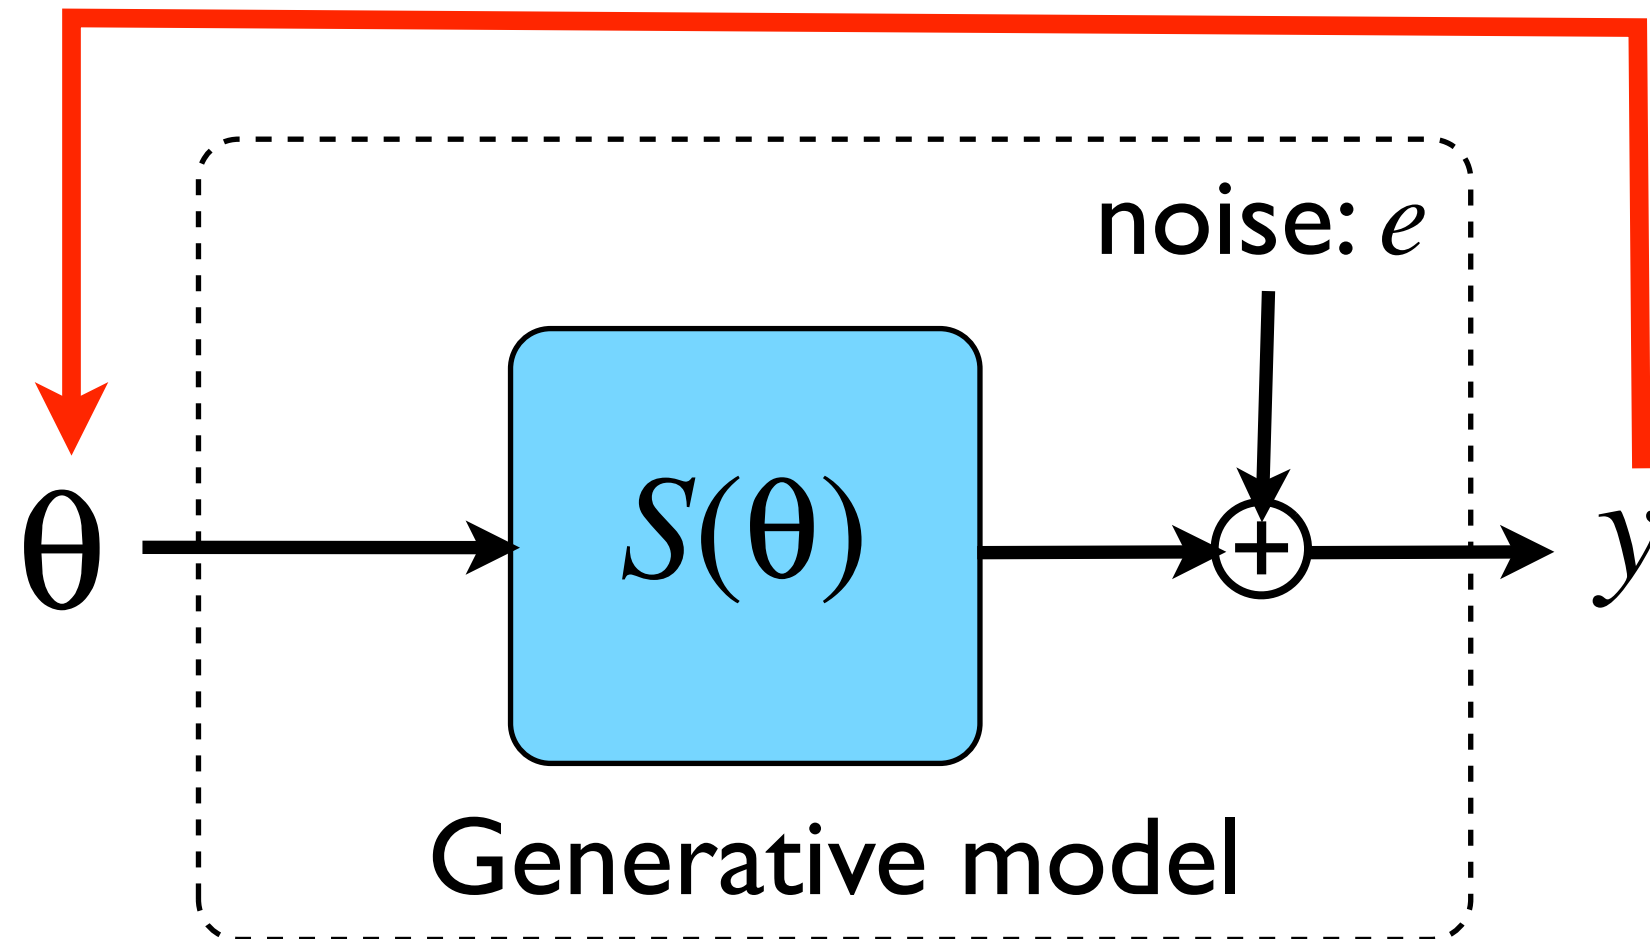 noise: e
θ
S(θ)
+
y
Generative model